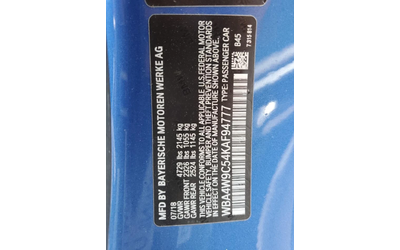 MFD BY BAYERISCHE MOTOREN WERKE AG
07/18
GVWR 4729 lbs 2145 kg
GAWR FRONT 2326 lbs 1055 kg
GAWR REAR 2524 lbs 1145 kg
THIS VEHICLE CONFORMS TO ALL APPLICABLE U.S. FEDERAL MOTOR
VEHICLE SAFETY, BUMPER, AND THEFT PREVENTION STANDARDS
IN EFFECT ON THE DATE OF MANUFACTURE SHOWN ABOVE.
WBA4W9C54KAF94777 TYPE: PASSENGER CAR
B45